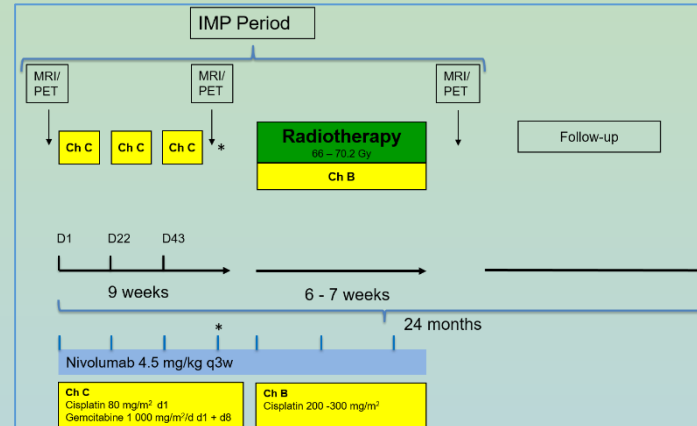 IMP Period
MRI/
PET
MRI/
PET
MRI/
PET
Ch C
Ch C
Ch C
*
Radiotherapy
66 – 70.2 Gy
Ch B
Follow-up
D1
D22
D43
9 weeks
6 - 7 weeks
24 months
*
Nivolumab 4.5 mg/kg q3w
Ch C
Cisplatin 80 mg/m² d1
Gemcitabine 1 000 mg/m²/d d1 + d8
Ch B
Cisplatin 200 -300 mg/m²